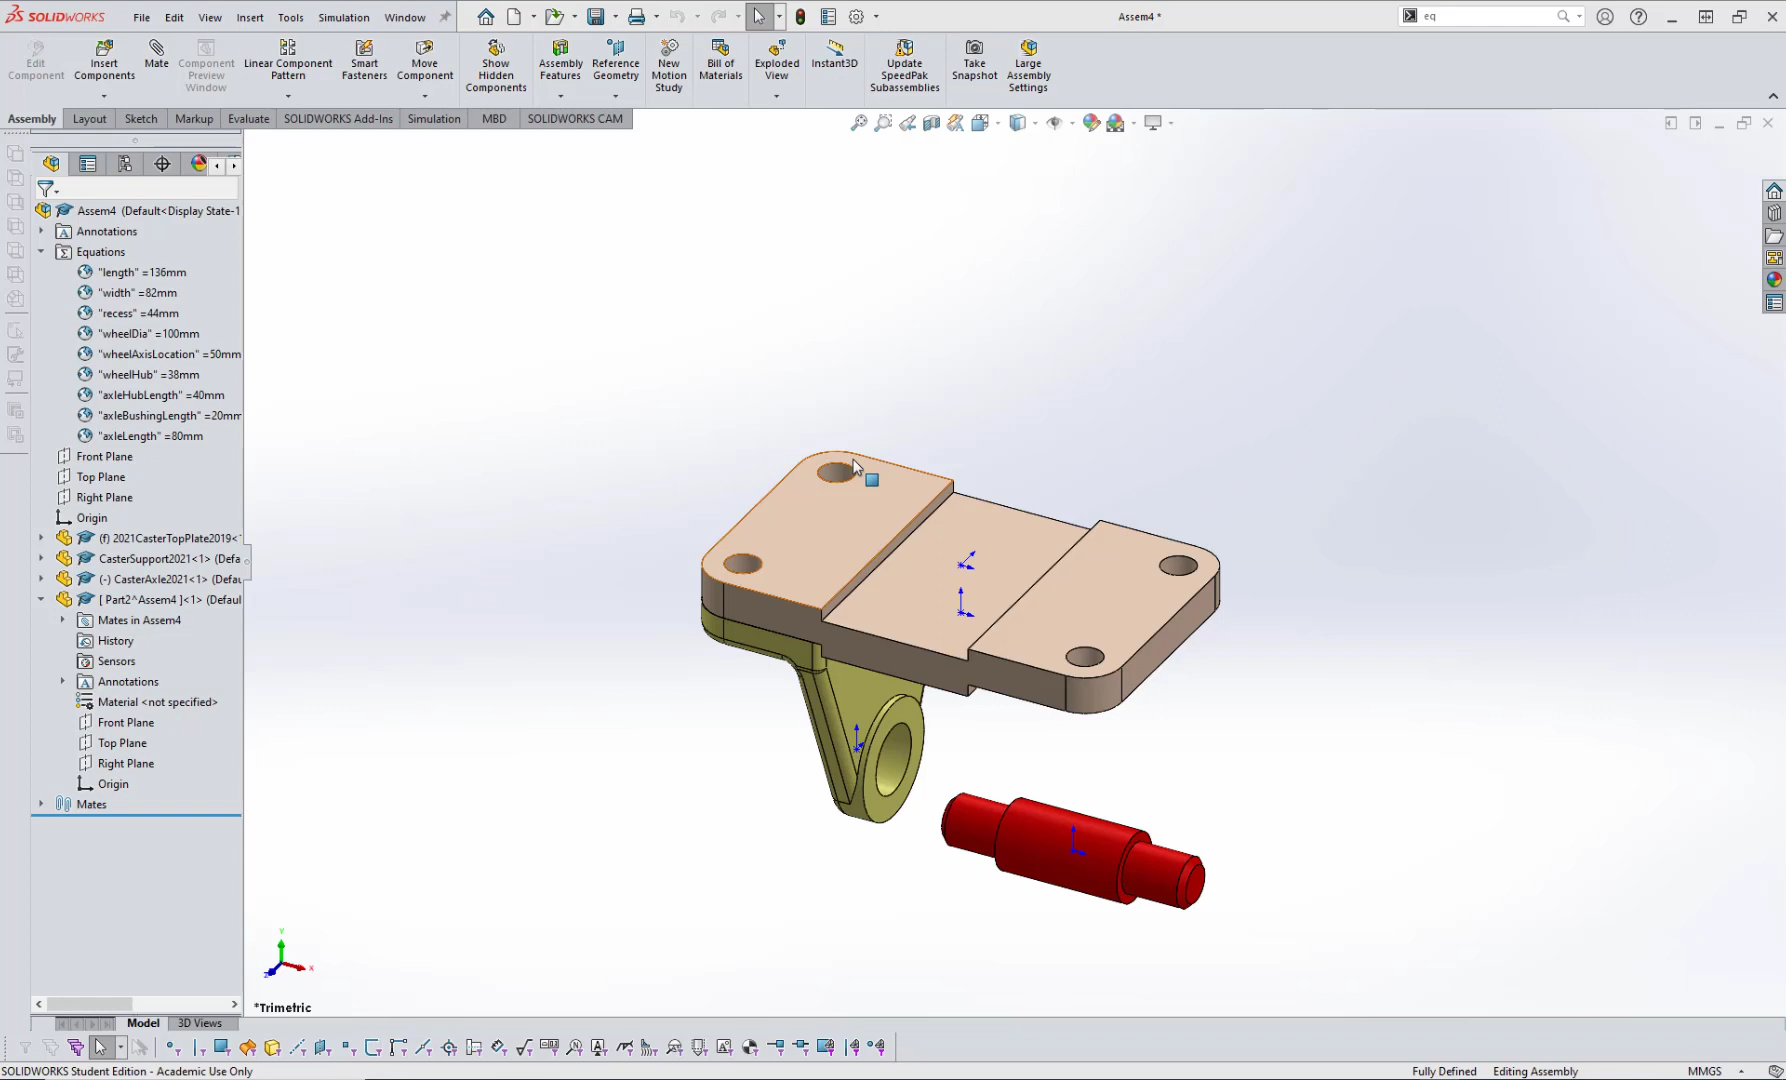 SOLIDWORKS
File Edit View Insert Tools Simulation Window
Assem4 *
eq
Edit Component
Insert Components
Mate
Component Preview Window
Linear Component Pattern
Smart Fasteners
Move Component
Show Hidden Components
Assembly Features
Reference Geometry
New Motion Study
Bill of Materials
Exploded View
Instant3D
Update SpeedPak Subassemblies
Take Snapshot
Large Assembly Settings
Assembly Layout Sketch Markup Evaluate SOLIDWORKS Add-Ins Simulation MBD SOLIDWORKS CAM
Assem4 (Default<Display State-1
Annotations
Equations
"length" =136mm
"width" =82mm
"recess" =44mm
"wheelDia" =100mm
"wheelAxisLocation" =50mm
"wheelHub" =38mm
"axleHubLength" =40mm
"axleBushingLength" =20mm
"axleLength" =80mm
Front Plane
Top Plane
Right Plane
Origin
(f) 2021CasterTopPlate2019<
CasterSupport2021<1> (Defa
(-) CasterAxle2021<1> (Defau
[ Part2^Assem4 ]<1> (Defaul
Mates in Assem4
History
Sensors
Annotations
Material <not specified>
Front Plane
Top Plane
Right Plane
Origin
Mates
Y
X
Z
*Trimetric
Model 3D Views
SOLIDWORKS Student Edition - Academic Use Only
Fully Defined Editing Assembly MMGS